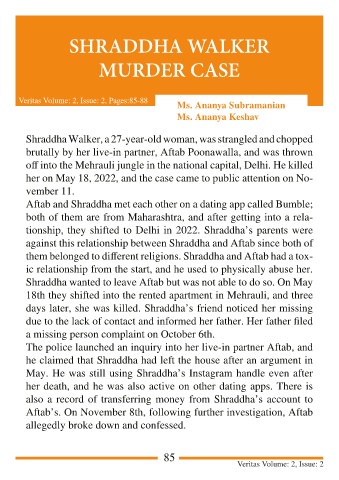 SHRADDHA WALKER
MURDER CASE
Veritas Volume: 2, Issue: 2, Pages:85-88
Ms. Ananya Subramanian
Ms. Ananya Keshav
Shraddha Walker, a 27-year-old woman, was strangled and chopped
brutally by her live-in partner, Aftab Poonawalla, and was thrown
off into the Mehrauli jungle in the national capital, Delhi. He killed
her on May 18, 2022, and the case came to public attention on No-
vember 11.
Aftab and Shraddha met each other on a dating app called Bumble;
both of them are from Maharashtra, and after getting into a rela-
tionship, they shifted to Delhi in 2022. Shraddha's parents were
against this relationship between Shraddha and Aftab since both of
them belonged to different religions. Shraddha and Aftab had a tox-
ic relationship from the start, and he used to physically abuse her.
Shraddha wanted to leave Aftab but was not able to do so. On May
18th they shifted into the rented apartment in Mehrauli, and three
days later, she was killed. Shraddha's friend noticed her missing
due to the lack of contact and informed her father. Her father filed
a missing person complaint on October 6th.
The police launched an inquiry into her live-in partner Aftab, and
he claimed that Shraddha had left the house after an argument in
May. He was still using Shraddha's Instagram handle even after
her death, and he was also active on other dating apps. There is
also a record of transferring money from Shraddha's account to
Aftab's. On November 8th, following further investigation, Aftab
allegedly broke down and confessed.
85
Veritas Volume: 2, Issue: 2